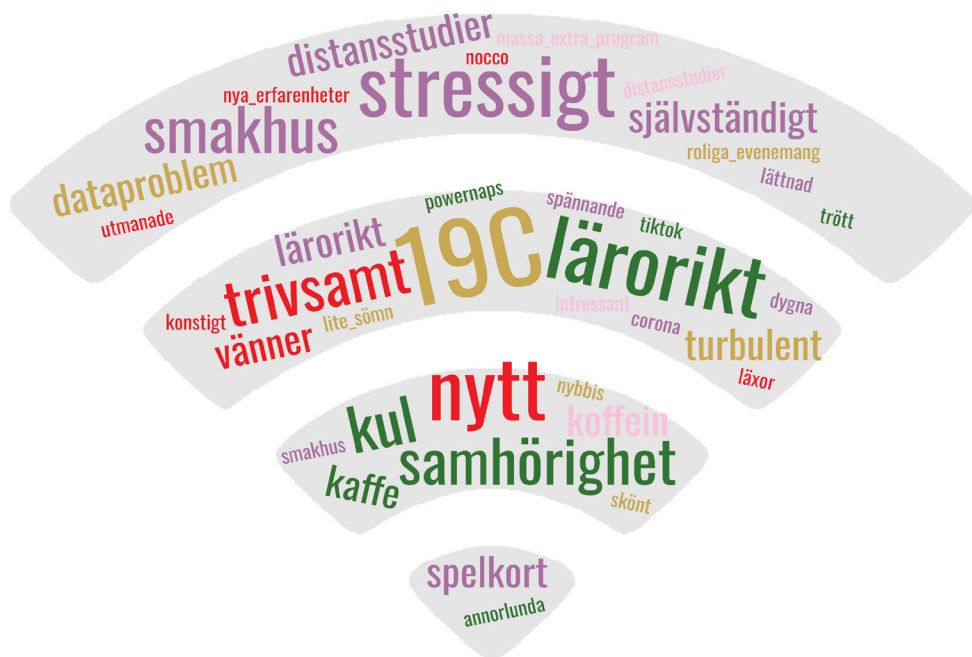 distansstudier
massa_extra_program
nocco
stressigt
distansstudier
nya_erfarenheter
smakhus
självständigt
roliga_evenemang
dataproblem
lättnad
utmanade
trött
powernaps
spännande
tiktok
lärorikt
19C
lärorikt
trivsamt
dygna
intressant
konstigt
lite_sömn
corona
vänner
turbulent
läxor
nytt
nybbis
kul
koffein
smakhus
samhörighet
kaffe
skönt
spelkort
annorlunda